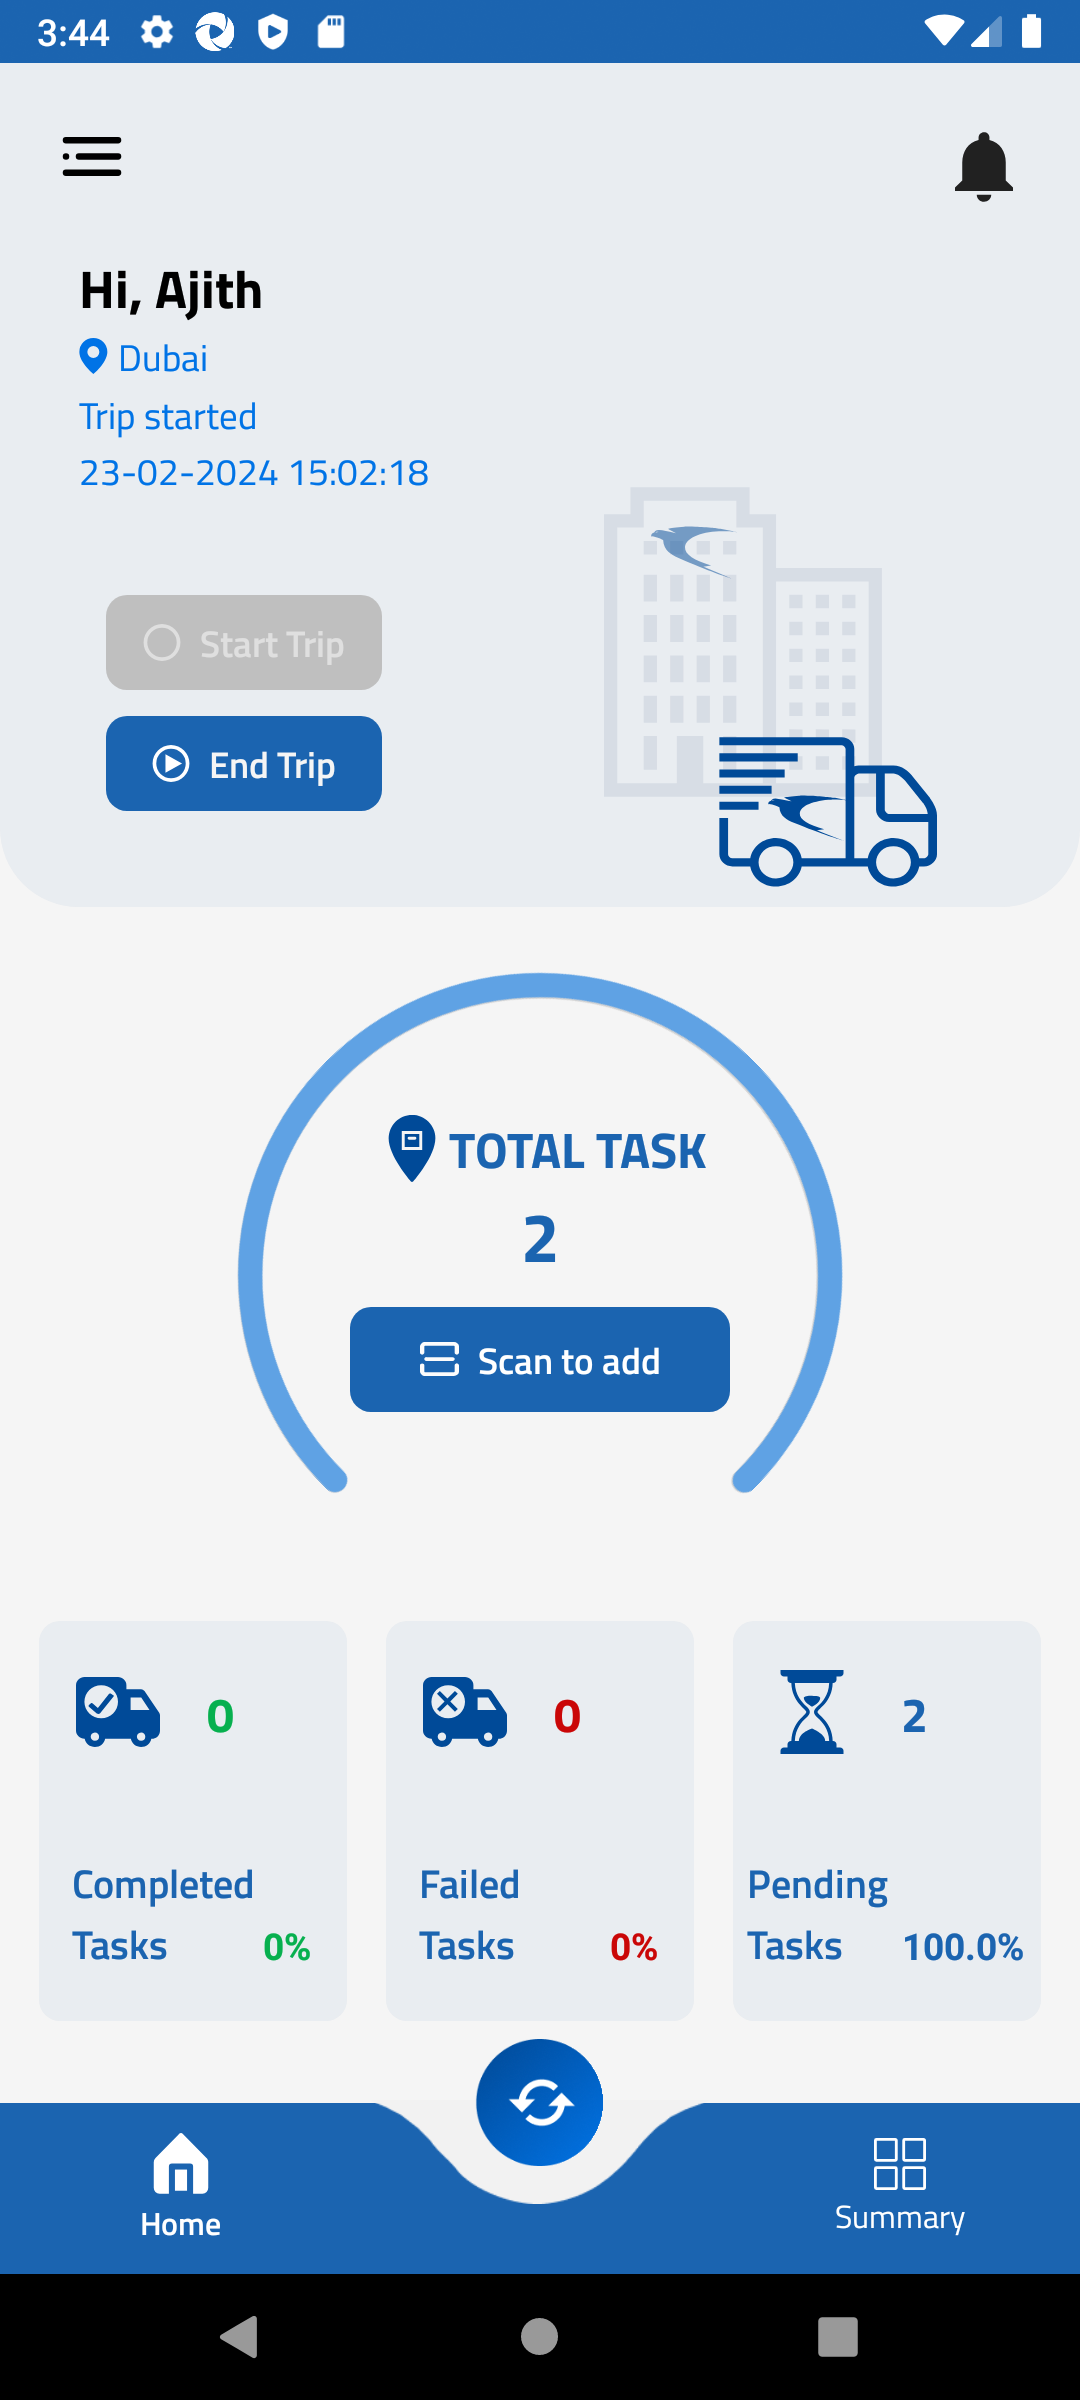 3:44
Hi, Ajith
Dubai
Trip started
23-02-2024 15:02:18
Start Trip
End Trip
TOTAL TASK
2
Scan to add
0
Completed
Tasks 0%
0
Failed
Tasks 0%
2
Pending
Tasks 100.0%
Home
Summary